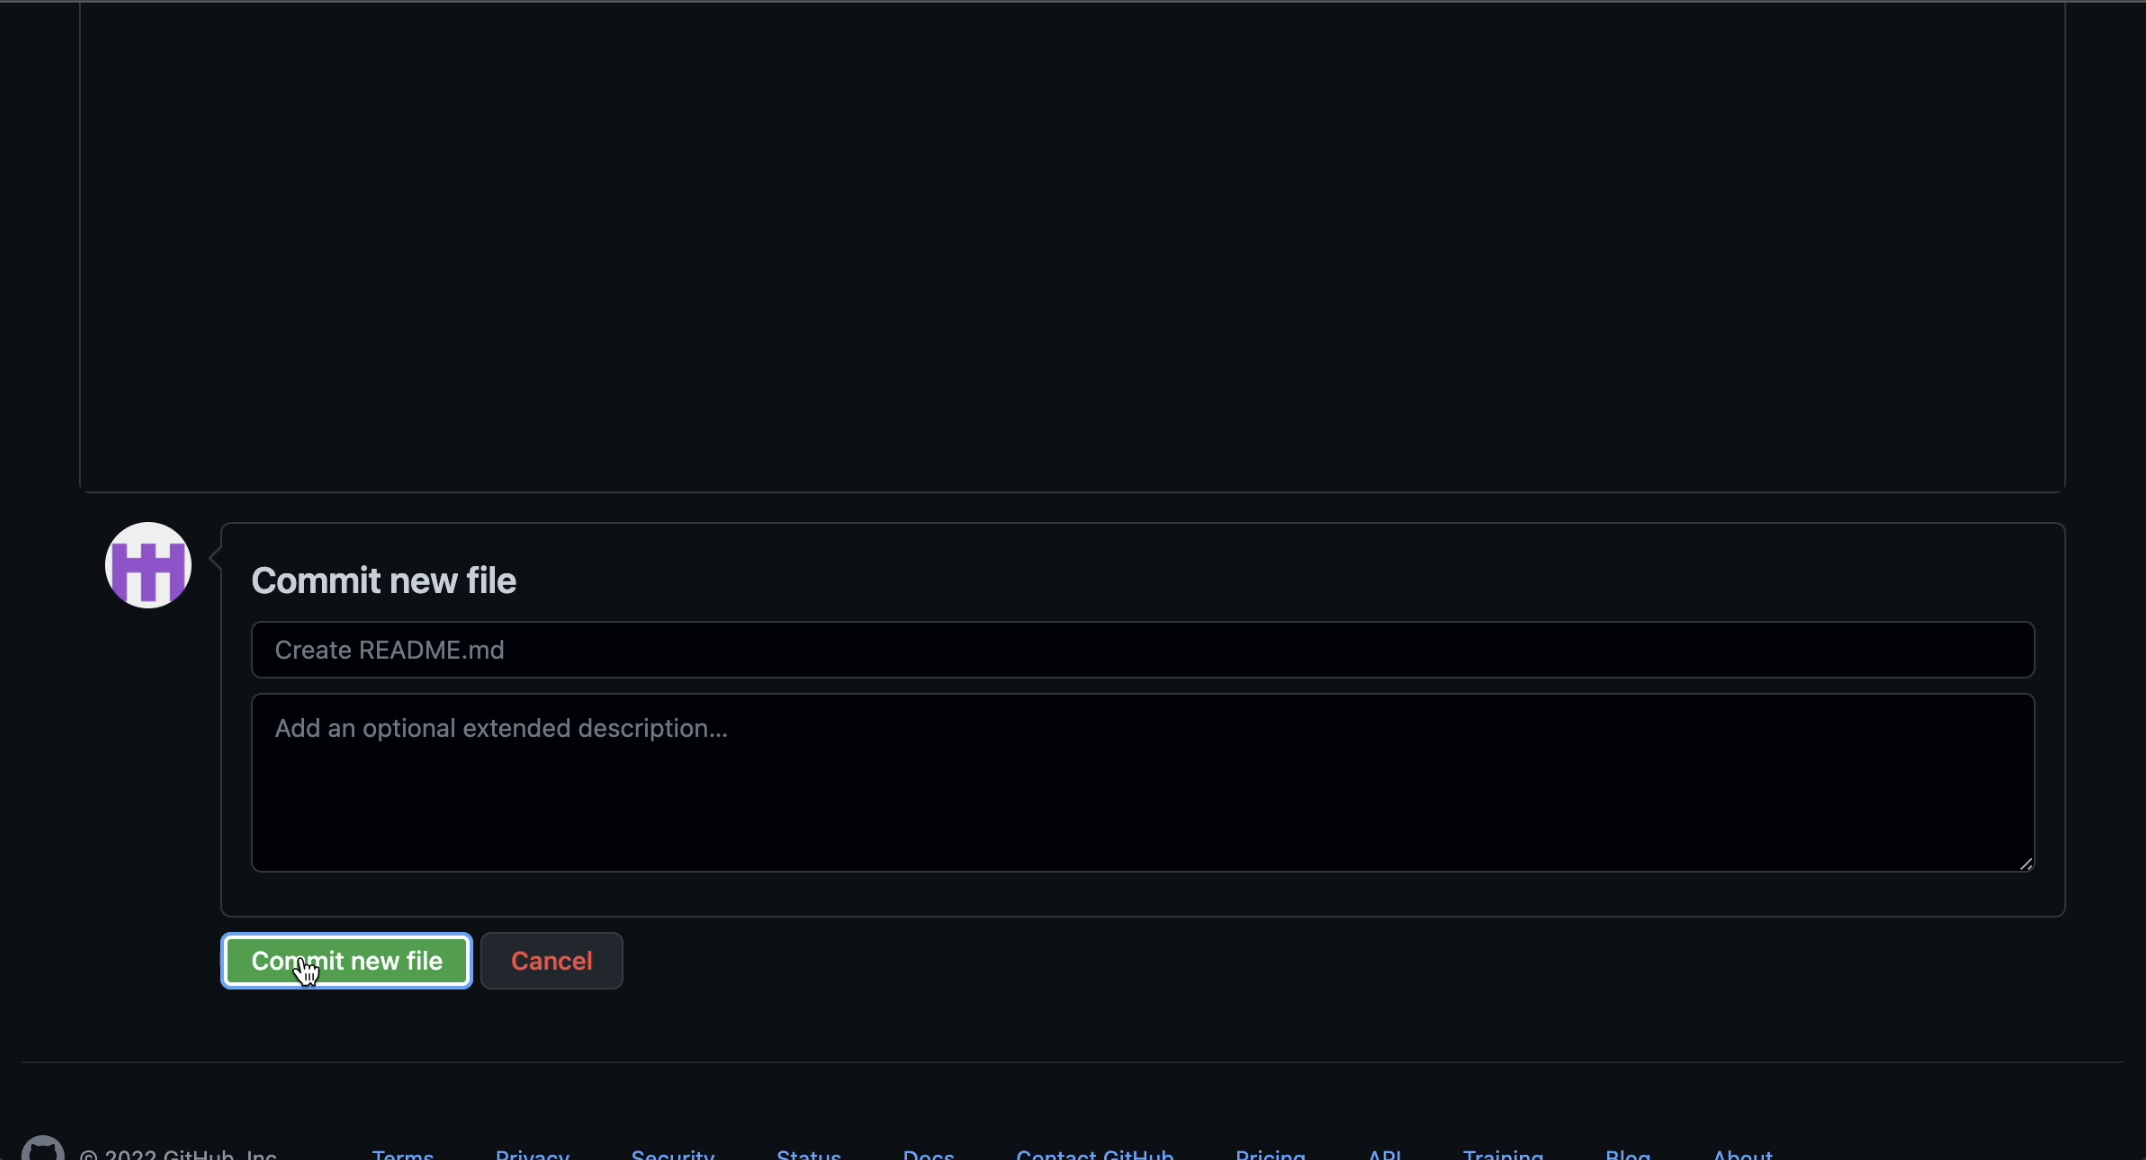 Commit new file
Create README.md
Add an optional extended description...
Commit new file
Cancel
© 2022 GitHub, Inc.
Terms
Privacy
Security
Status
Docs
Contact GitHub
Pricing
API
Training
Blog
About